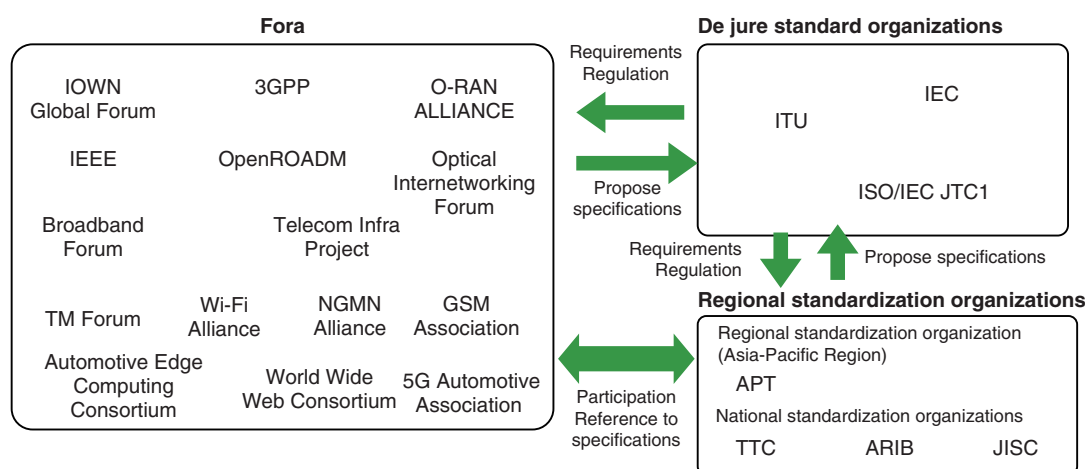 Fora
IOWN
Global Forum
3GPP
O-RAN
ALLIANCE
IEEE
OpenROADM
Optical
Internetworking
Forum
Broadband
Forum
Telecom Infra
Project
TM Forum
Wi-Fi
Alliance
NGMN
Alliance
GSM
Association
Automotive Edge
Computing
Consortium
World Wide
Web Consortium
5G Automotive
Association
Requirements
Regulation
Propose
specifications
Participation
Reference to
specifications
De jure standard organizations
IEC
ITU
ISO/IEC JTC1
Requirements
Regulation
Propose specifications
Regional standardization organizations
Regional standardization organization
(Asia-Pacific Region)
APT
National standardization organizations
TTC
ARIB
JISC